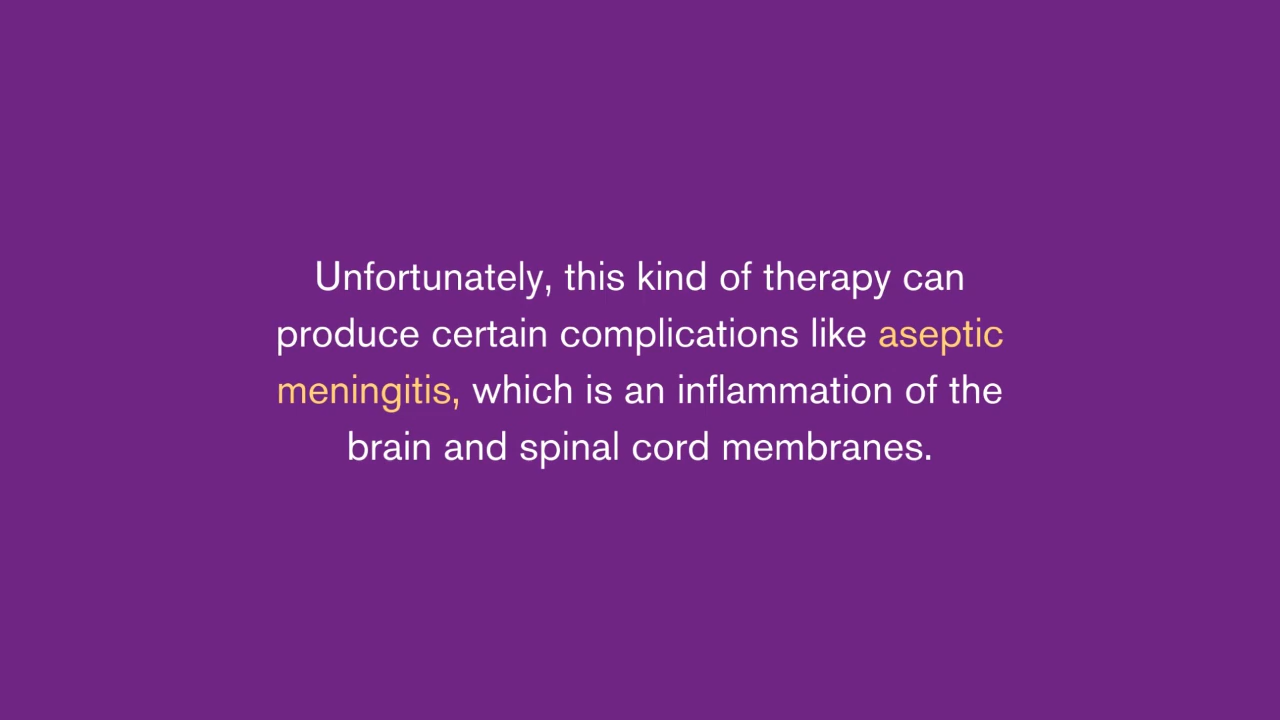 Unfortunately, this kind of therapy can
produce certain complications like aseptic
meningitis, which is an inflammation of the
brain and spinal cord membranes.